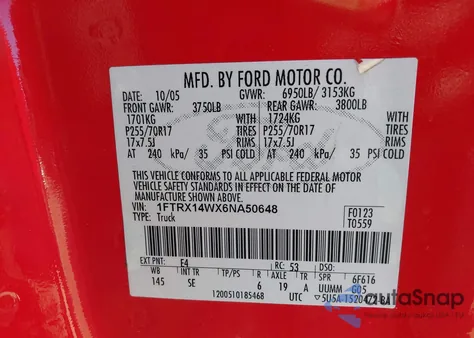 MFD. BY FORD MOTOR CO.
10/05 GVWR: 6950LB/ 3153KG
FRONT GAWR: 3750LB REAR GAWR: 3800LB
1701KG WITH 1724KG WITH
P255/70R17 TIRES P255/70R17 TIRES
17x7.5J RIMS 17x7.5J RIMS
AT 240 kPa/ 35 PSI COLD AT 240 kPa/ 35 PSI COLD
THIS VEHICLE CONFORMS TO ALL APPLICABLE FEDERAL MOTOR
VEHICLE SAFETY STANDARDS IN EFFECT ON THE DATE OF
MANUFACTURE SHOWN ABOVE.
VIN: 1FTRX14WX6NA50648 F0123
TYPE: Truck T0559
EXT PNT: E4 RC: 53 DSO:
WB INT TR TP/PS R AXLE TR SPR 6F616
145 SE 6 19 A UUMM G05
1200510185468 UTC
Ford
autoSnap